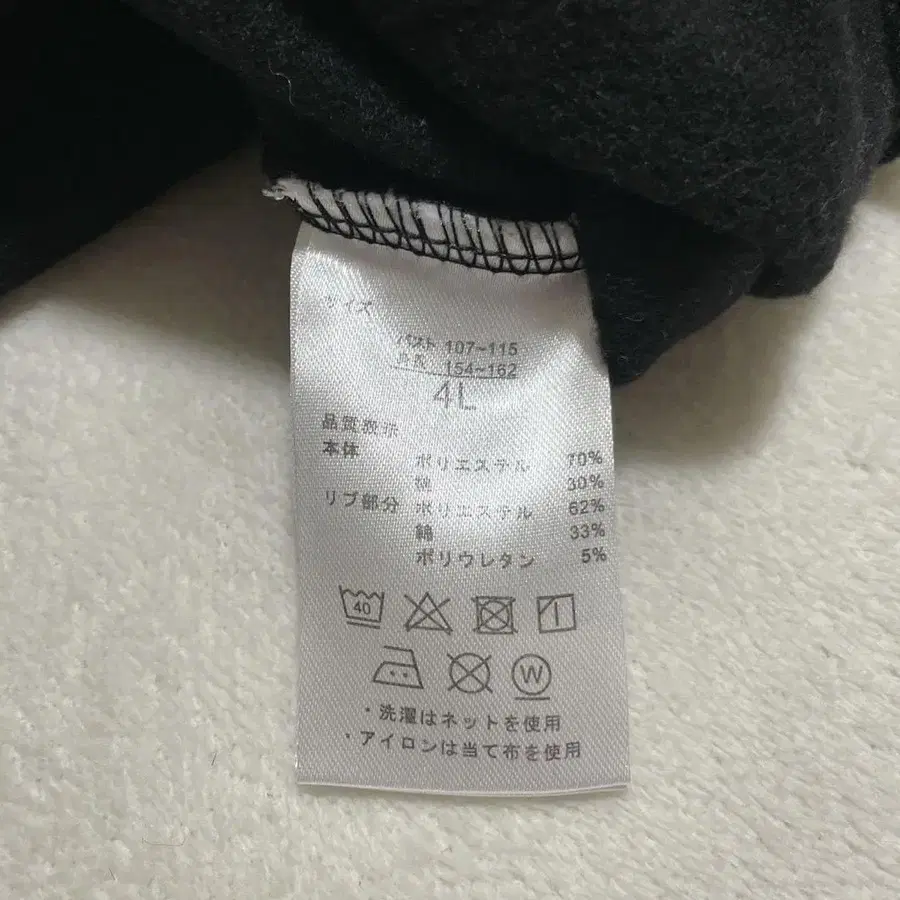 サイズ
バスト 107~115
身長 154~162
4L
品質表示
本体 ポリエステル 70%
綿 30%
リブ部分 ポリエステル 62%
綿 33%
ポリウレタン 5%
40
W
・洗濯はネットを使用
・アイロンは当て布を使用